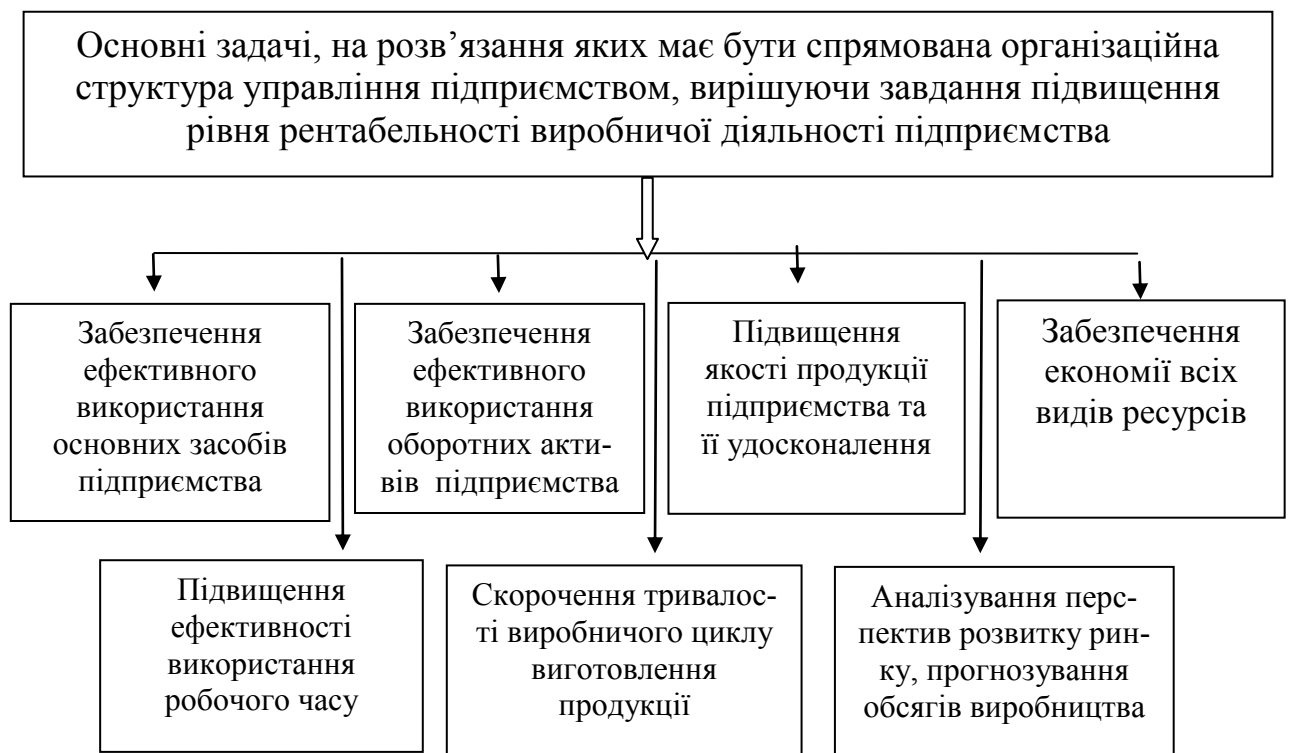 Основні задачі, на розв’язання яких має бути спрямована організаційна
структура управління підприємством, вирішуючи завдання підвищення
рівня рентабельності виробничої діяльності підприємства
Забезпечення
ефективного
використання
основних засобів
підприємства
Забезпечення
ефективного
використання
оборотних акти-
вів підприємства
Підвищення
якості продукції
підприємства та
її удосконалення
Забезпечення
економії всіх
видів ресурсів
Підвищення
ефективності
використання
робочого часу
Скорочення тривалос-
ті виробничого циклу
виготовлення
продукції
Аналізування перс-
пектив розвитку рин-
ку, прогнозування
обсягів виробництва